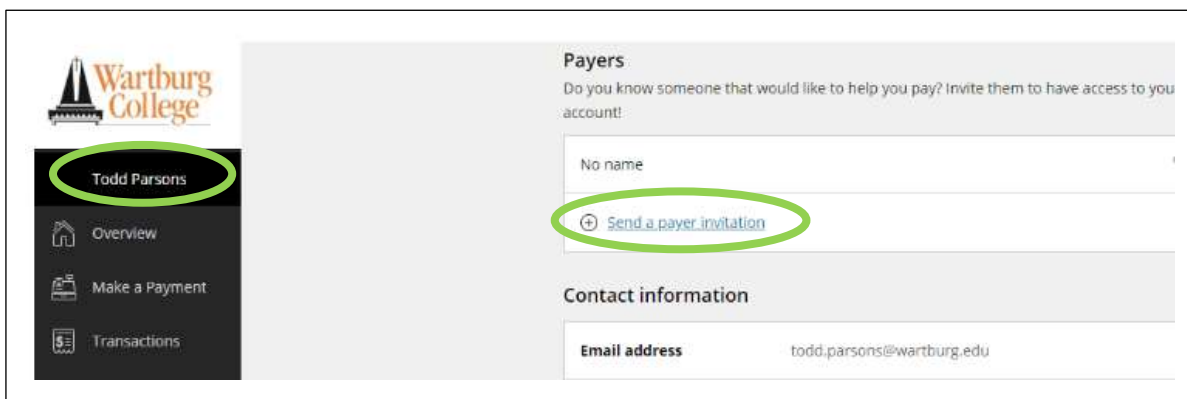 Wartburg
College
Todd Parsons
Overview
Make a Payment
Transactions
Payers
Do you know someone that would like to help you pay? Invite them to have access to you
account!
No name
Send a payer invitation
Contact information
Email address todd.parsons@wartburg.edu